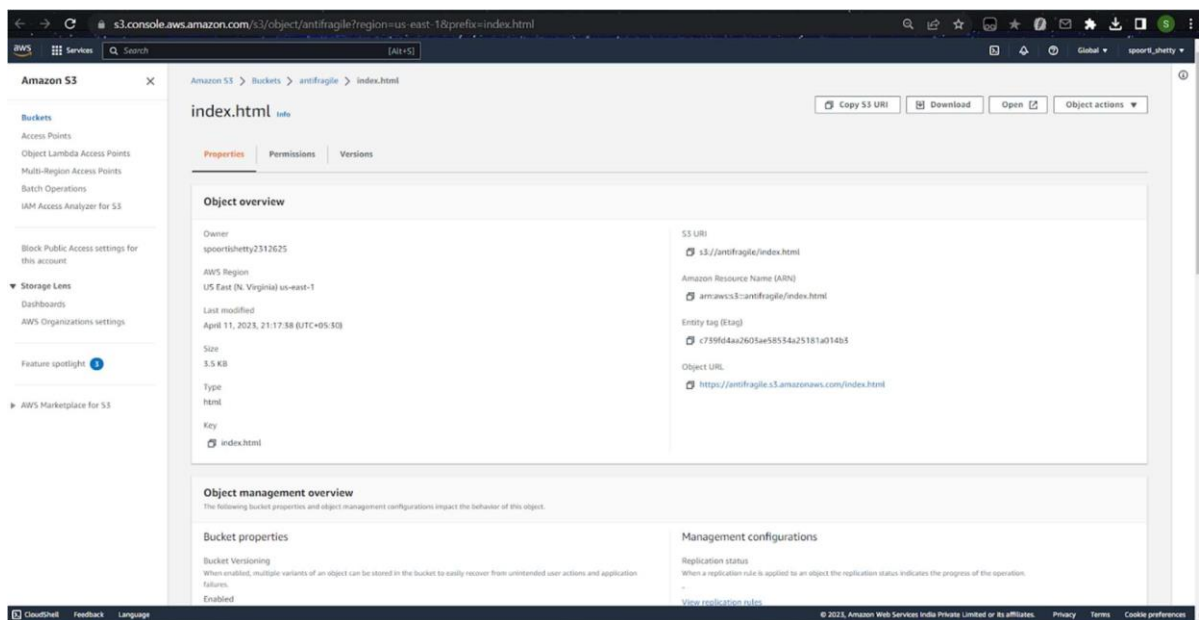 s3.console.aws.amazon.com/s3/object/antifragile?region=us-east-1&prefix=index.html
S
aws
Services
Search
[Alt+S]
Global
spoorti_shetty
Amazon S3
Buckets
Access Points
Object Lambda Access Points
Multi-Region Access Points
Batch Operations
IAM Access Analyzer for S3
Block Public Access settings for
this account
Storage Lens
Dashboards
AWS Organizations settings
Feature spotlight 3
AWS Marketplace for S3
Amazon S3 > Buckets > antifragile > index.html
index.html Info
Copy S3 URI
Download
Open
Object actions
Properties
Permissions
Versions
Object overview
Owner
spoortishetty2312625
AWS Region
US East (N. Virginia) us-east-1
Last modified
April 11, 2023, 21:17:38 (UTC+05:30)
Size
3.5 KB
Type
html
Key
index.html
S3 URI
s3://antifragile/index.html
Amazon Resource Name (ARN)
arn:aws:s3:::antifragile/index.html
Entity tag (Etag)
Object URL
https://antifragile.s3.amazonaws.com/index.html
Object management overview
The following bucket properties and object management configurations impact the behavior of this object.
Bucket properties
Bucket Versioning
When enabled, multiple variants of an object can be stored in the bucket to easily recover from unintended user actions and application
failures.
Enabled
Management configurations
Replication status
When a replication rule is applied to an object the replication status indicates the progress of the operation.
-
View replication rules
CloudShell
Feedback
Language
© 2023, Amazon Web Services India Private Limited or its affiliates.
Privacy
Terms
Cookie preferences